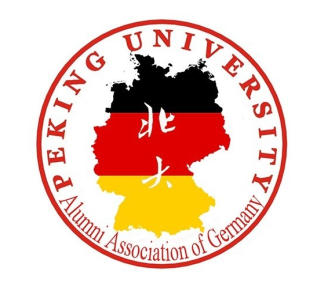 PEKING UNIVERSITY
北
大
Alumni Association of Germany